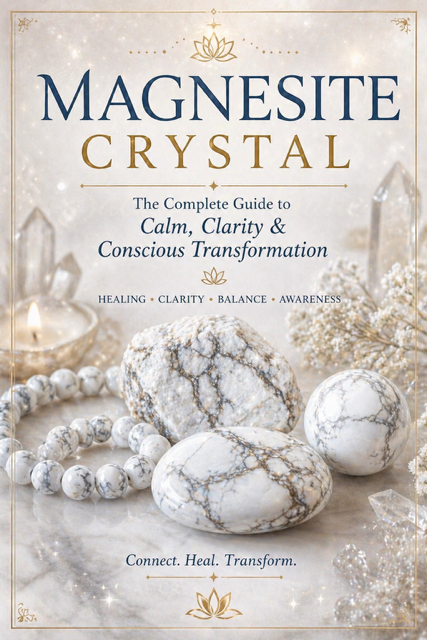 MAGNESITE
CRYSTAL
The Complete Guide to
Calm, Clarity &
Conscious Transformation
HEALING • CLARITY • BALANCE • AWARENESS
Connect. Heal. Transform.